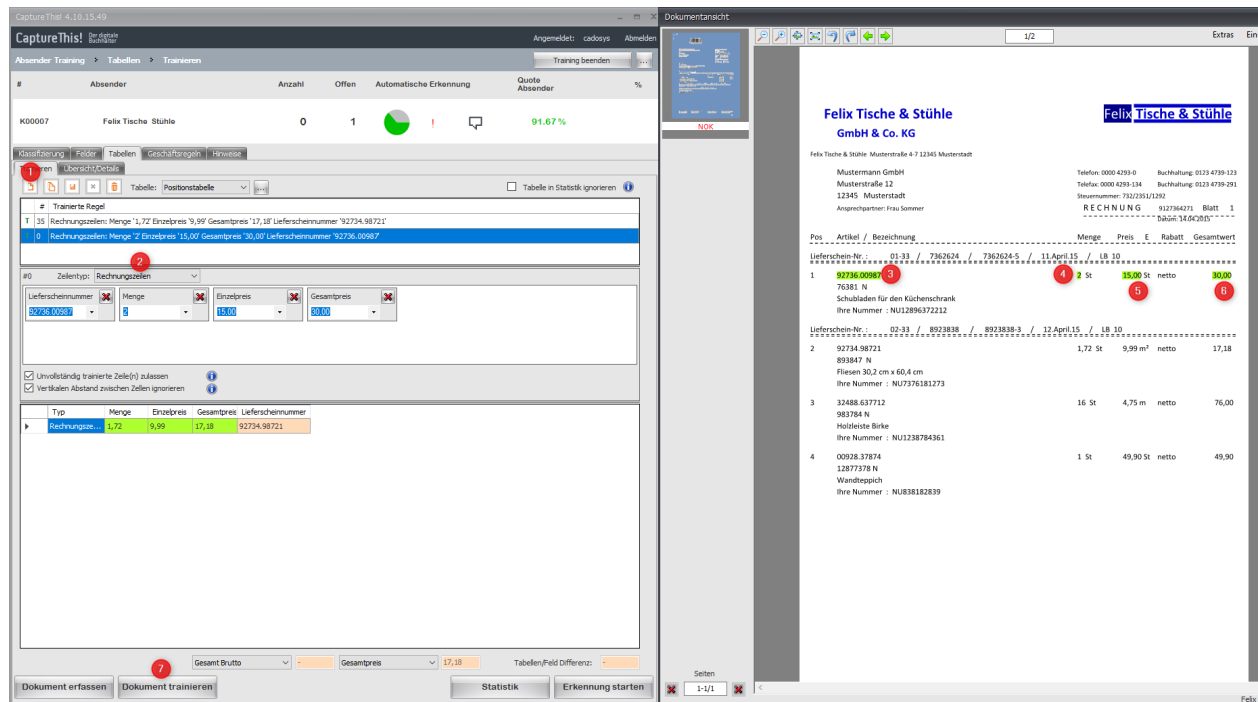 CaptureThis! 4.10.15.49
CaptureThis! Der digitale Buchhalter
Angemeldet: cadosys Abmelden
Absender Training > Tabellen > Trainieren
Training beenden ...
# Absender Anzahl Offen Automatische Erkennung Quote Absender %
K00007 Felix Tische Stühle 0 1 ! 91.67 %
Klassifizierung Felder Tabellen Geschäftsregeln Hinweise
Übersicht/Details
1
Tabelle: Positionstabelle ... Tabelle in Statistik ignorieren
# Trainierte Regel
T 35 Rechnungszeilen: Menge '1,72' Einzelpreis '9,99' Gesamtpreis '17,18' Lieferscheinnummer '92734.98721'
0 Rechnungszeilen: Menge '2' Einzelpreis '15,00' Gesamtpreis '30,00' Lieferscheinnummer '92736.00987'
2
#0 Zeilentyp: Rechnungszeilen
Lieferscheinnummer Menge Einzelpreis Gesamtpreis
92736.00987 2 15,00 30,00
Unvollständig trainierte Zeile(n) zulassen
Vertikalen Abstand zwischen Zellen ignorieren
Typ Menge Einzelpreis Gesamtpreis Lieferscheinnummer
Rechnungsze... 1,72 9,99 17,18 92734.98721
7
Gesamt Brutto - Gesamtpreis 17,18 Tabellen/Feld Differenz: -
Dokument erfassen Dokument trainieren Statistik Erkennung starten
Dokumentansicht
1/2 Extras Ein
NOK
Felix Tische & Stühle
GmbH & Co. KG
Felix Tische & Stühle
Felix Tische & Stühle Musterstraße 4-7 12345 Musterstadt
Mustermann GmbH Telefon: 0000 4293-0 Buchhaltung: 0123 4739-123
Musterstraße 12 Telefax: 0000 4293-134 Buchhaltung: 0123 4739-291
12345 Musterstadt Steuernummer: 732/2351/1292
Ansprechpartner: Frau Sommer RECHNUNG 9127364271 Blatt 1
Datum: 14.04.2015
Pos Artikel / Bezeichnung Menge Preis E Rabatt Gesamtwert
Lieferschein-Nr. : 01-33 / 7362624 / 7362624-5 / 11.April.15 / LB 10
1 92736.00987 3 4 2 St 15,00 St netto 30,00
76381 N 5 6
Schubladen für den Küchenschrank
Ihre Nummer : NU12896372212
Lieferschein-Nr. : 02-33 / 8923838 / 8923838-3 / 12.April.15 / LB 10
2 92734.98721 1,72 St 9,99 m² netto 17,18
893847 N
Fliesen 30,2 cm x 60,4 cm
Ihre Nummer : NU7376181273
3 32488.637712 16 St 4,75 m netto 76,00
983784 N
Holzleiste Birke
Ihre Nummer : NU1238784361
4 00928.37874 1 St 49,90 St netto 49,90
12877378 N
Wandteppich
Ihre Nummer : NU838182839
Seiten
1-1/1
Felix